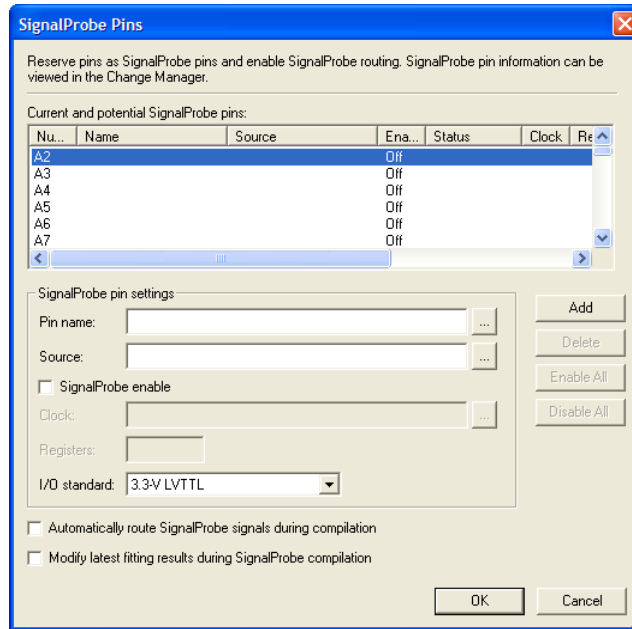 SignalProbe Pins
Reserve pins as SignalProbe pins and enable SignalProbe routing. SignalProbe pin information can be
viewed in the Change Manager.
Current and potential SignalProbe pins:
Nu... Name Source Ena... Status Clock Re
A2 Off
A3 Off
A4 Off
A5 Off
A6 Off
A7 Off
SignalProbe pin settings
Pin name: ...
Source: ...
SignalProbe enable
Clock: ...
Registers:
I/O standard: 3.3-V LVTTL
Add
Delete
Enable All
Disable All
Automatically route SignalProbe signals during compilation
Modify latest fitting results during SignalProbe compilation
OK Cancel